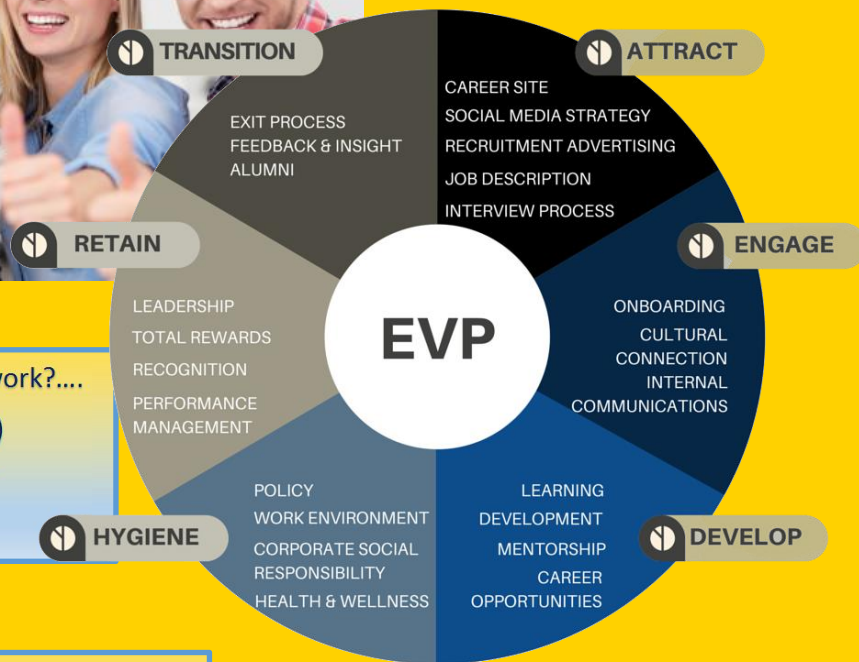 TRANSITION
EXIT PROCESS
FEEDBACK & INSIGHT
ALUMNI
ATTRACT
CAREER SITE
SOCIAL MEDIA STRATEGY
RECRUITMENT ADVERTISING
JOB DESCRIPTION
INTERVIEW PROCESS
RETAIN
LEADERSHIP
TOTAL REWARDS
RECOGNITION
PERFORMANCE
MANAGEMENT
EVP
ENGAGE
ONBOARDING
CULTURAL
CONNECTION
INTERNAL
COMMUNICATIONS
work?....
HYGIENE
POLICY
WORK ENVIRONMENT
CORPORATE SOCIAL
RESPONSIBILITY
HEALTH & WELLNESS
DEVELOP
LEARNING
DEVELOPMENT
MENTORSHIP
CAREER
OPPORTUNITIES